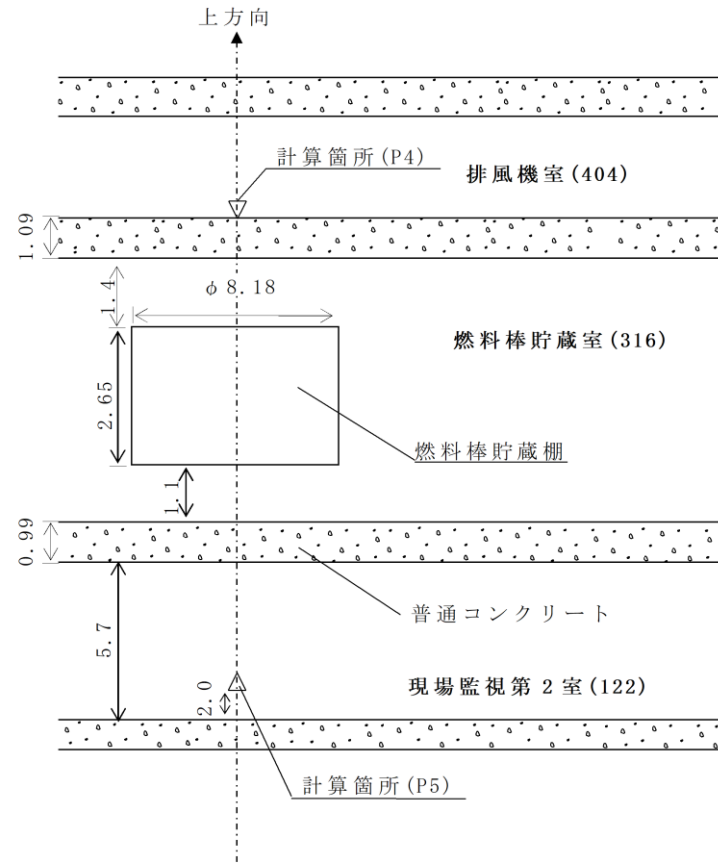 上方向
計算箇所(P4)
排風機室(404)
1.09
1.4
φ8.18
燃料棒貯蔵室(316)
2.65
燃料棒貯蔵棚
1.1
0.99
普通コンクリート
5.7
2.0
現場監視第2室(122)
計算箇所(P5)